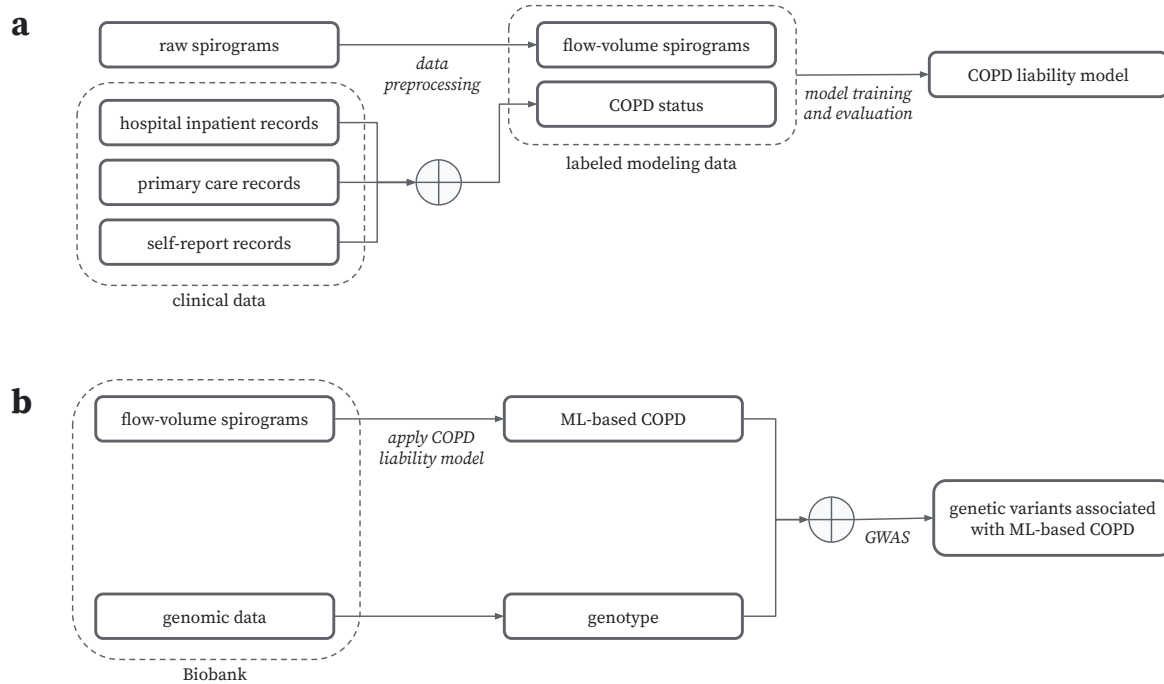 a
raw spirograms
data
preprocessing
flow-volume spirograms
COPD status
labeled modeling data
model training
and evaluation
COPD liability model
hospital inpatient records
primary care records
self-report records
clinical data
b
flow-volume spirograms
apply COPD
liability model
ML-based COPD
genomic data
genotype
Biobank
GWAS
genetic variants associated
with ML-based COPD